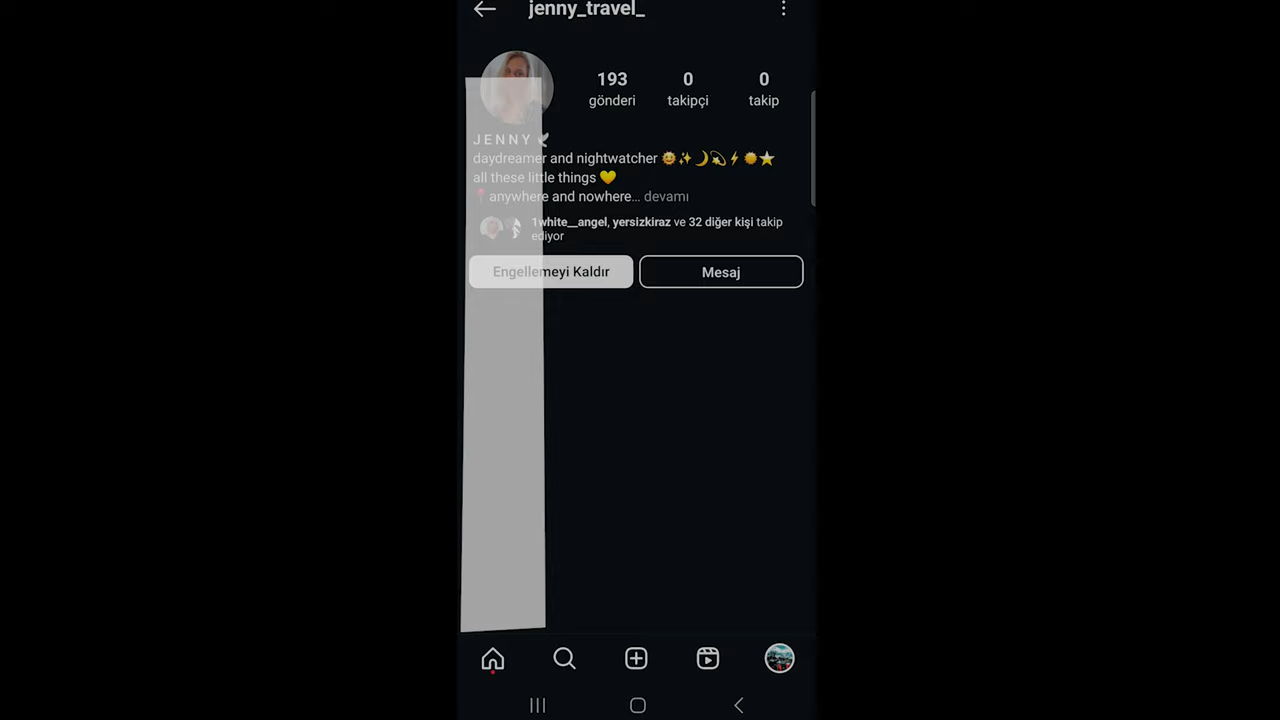 jenny_travel_
193
gönderi
0
takipçi
0
takip
J E N N Y 🕊
daydreamer and nightwatcher 🌞✨🌙💫⚡☀️⭐
all these little things 💛
📍anywhere and nowhere... devamı
1white__angel, yersizkiraz ve 32 diğer kişi takip
ediyor
Engellemeyi Kaldır
Mesaj